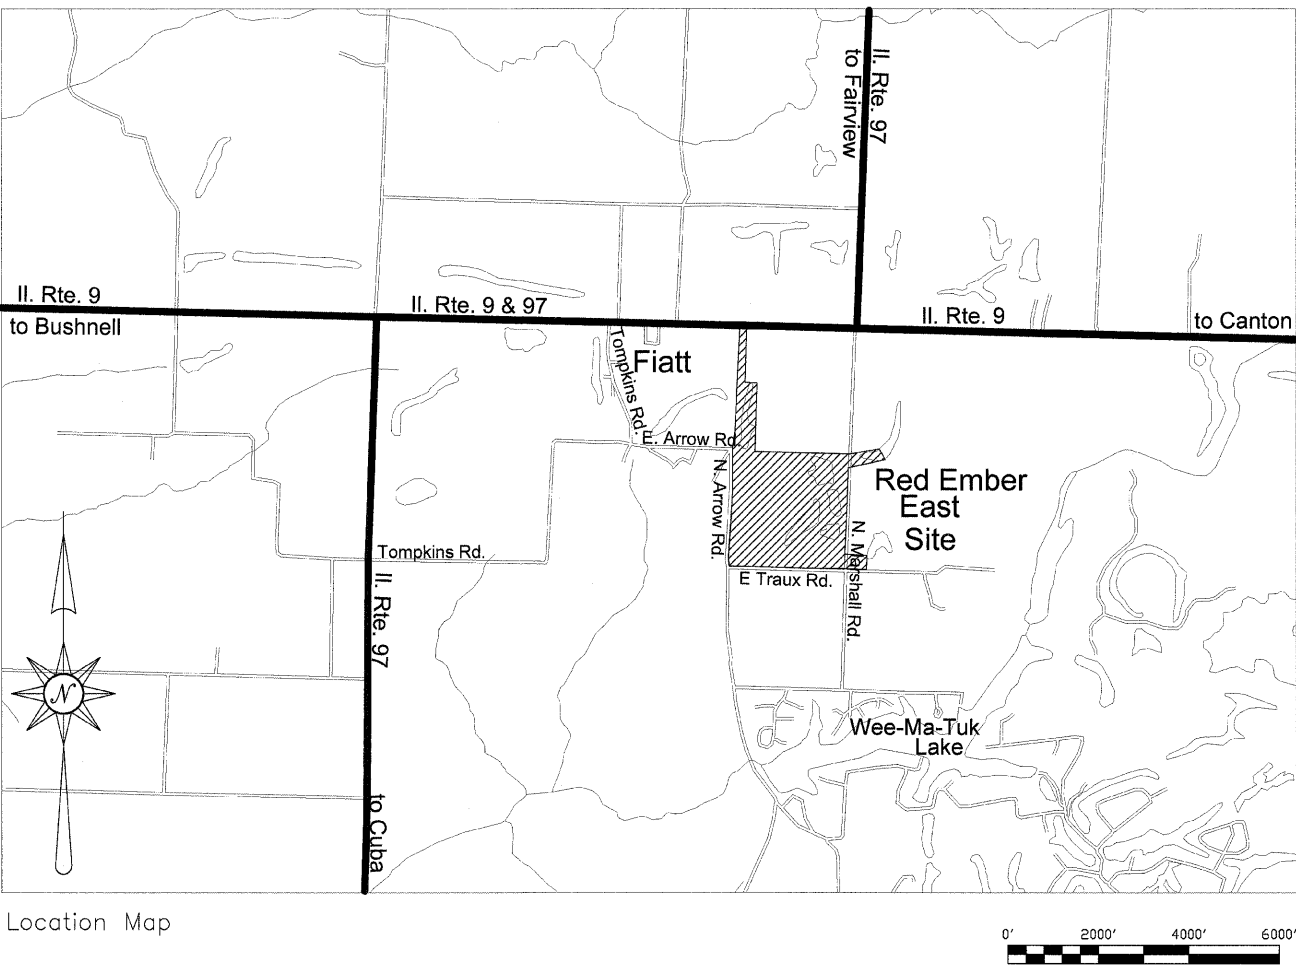 Il. Rte. 97
to Fairview
Il. Rte. 9
to Bushnell
Il. Rte. 9 & 97
Il. Rte. 9
to Canton
Tompkins Rd.
Fiatt
E. Arrow Rd.
N. Arrow Rd.
Red Ember
East
Site
N. Marshall Rd.
Tompkins Rd.
E Traux Rd.
Il. Rte. 97
N
Wee-Ma-Tuk
Lake
to Cuba
Location Map
0' 2000' 4000' 6000'